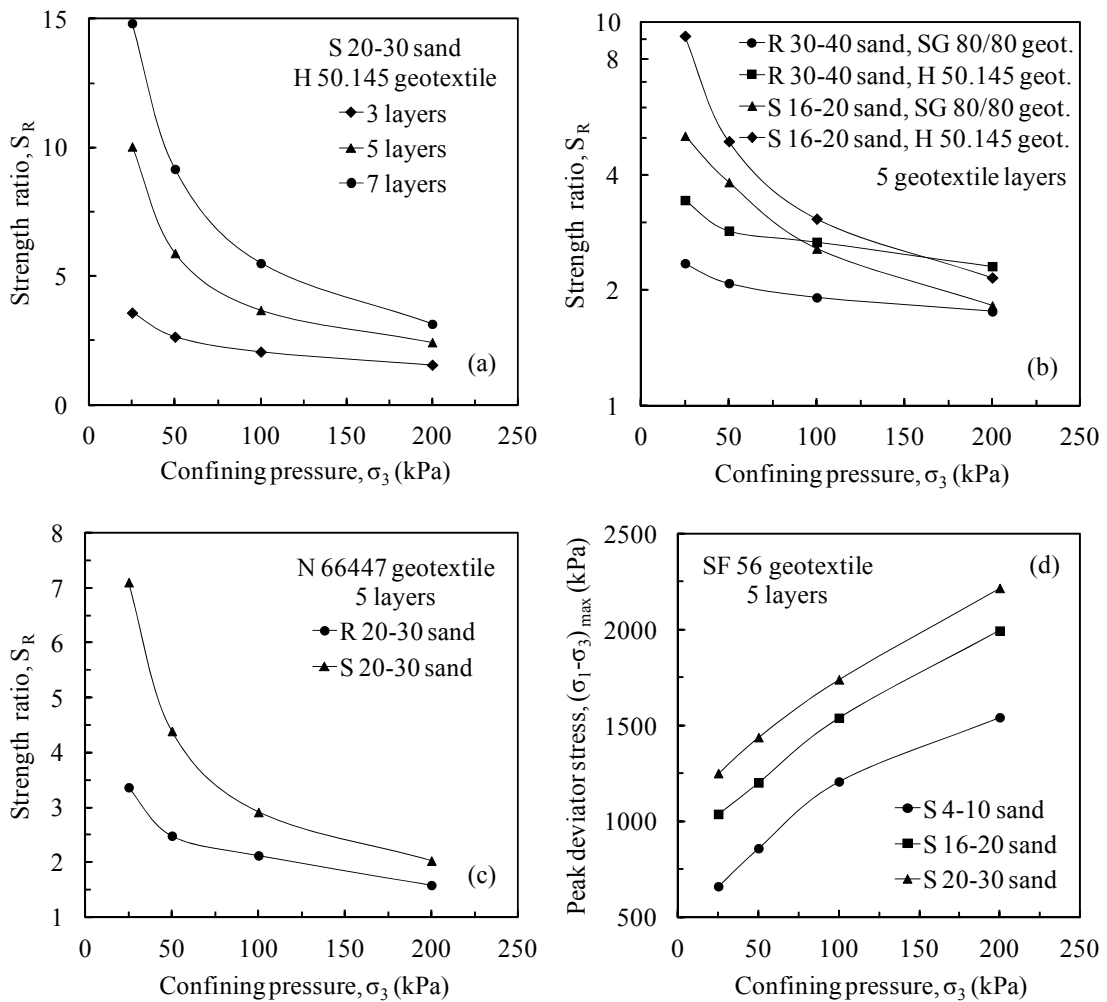 15
10
5
0
0
50
100
150
200
250
Strength ratio, S_R
Confining pressure, σ₃ (kPa)
S 20-30 sand
H 50.145 geotextile
3 layers
5 layers
7 layers
(a)
10
8
6
4
2
1
0
50
100
150
200
250
Strength ratio, S_R
Confining pressure, σ₃ (kPa)
R 30-40 sand, SG 80/80 geot.
R 30-40 sand, H 50.145 geot.
S 16-20 sand, SG 80/80 geot.
S 16-20 sand, H 50.145 geot.
5 geotextile layers
(b)
8
7
6
5
4
3
2
1
0
50
100
150
200
250
Strength ratio, S_R
Confining pressure, σ₃ (kPa)
N 66447 geotextile
5 layers
R 20-30 sand
S 20-30 sand
(c)
2500
2000
1500
1000
500
0
50
100
150
200
250
Peak deviator stress, (σ₁-σ₃)_max (kPa)
Confining pressure, σ₃ (kPa)
SF 56 geotextile
5 layers
(d)
S 4-10 sand
S 16-20 sand
S 20-30 sand